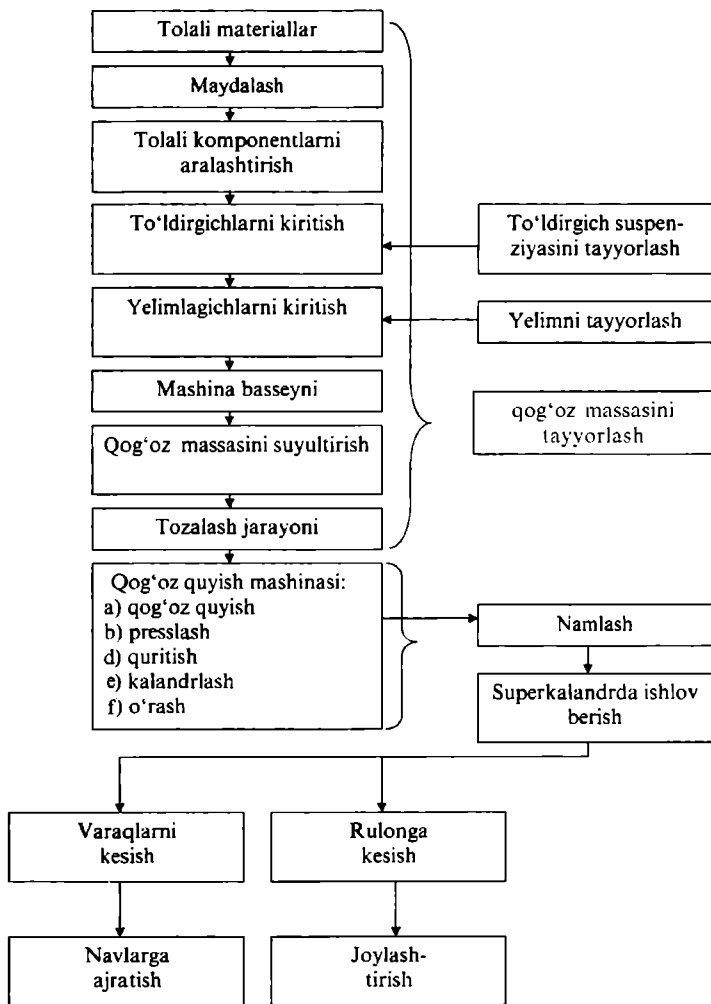 Tolali materiallar
Maydalash
Tolali komponentlarni
aralashtirish
To‘ldirgichlarni kiritish
To‘ldirgich suspen-
ziyasini tayyorlash
Yelimlagichlarni kiritish
Yelimni tayyorlash
Mashina basseyni
qog‘oz massasini
tayyorlash
Qog‘oz massasini suyultirish
Tozalash jarayoni
Qog‘oz quyish mashinasi:
a) qog‘oz quyish
b) presslash
d) quritish
e) kalandrlash
f) o‘rash
Namlash
Superkalandrda ishlov
berish
Varaqlarni
kesish
Rulonga
kesish
Navlarga
ajratish
Joylash-
tirish